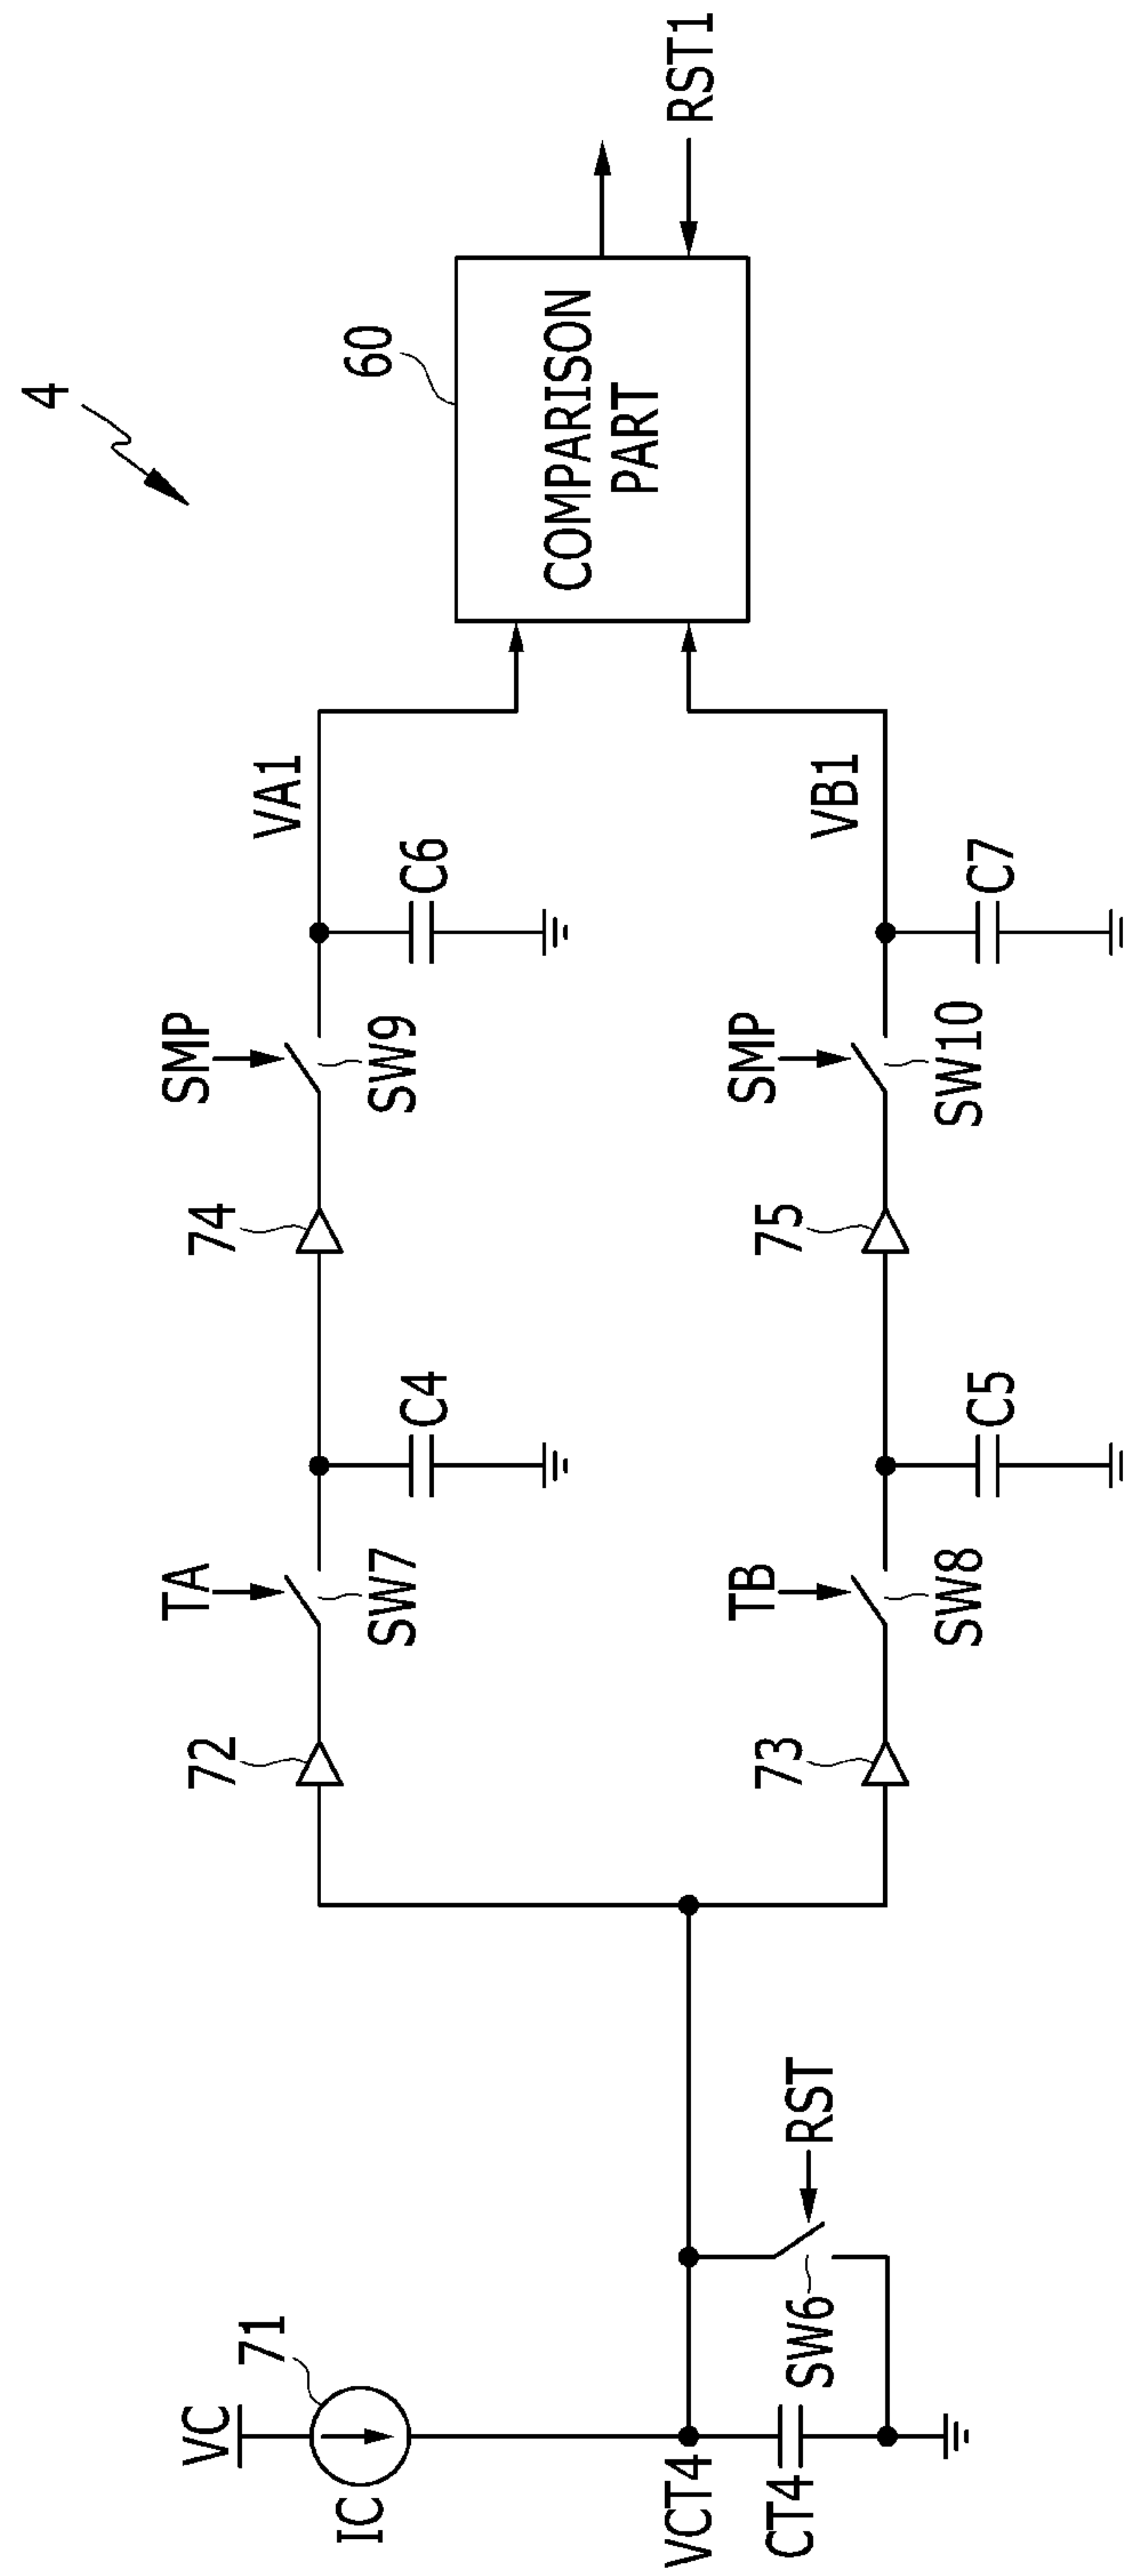 4
VC
71
IC
VCT4
CT4
SW6
RST
72
TA
SW7
C4
74
SMP
SW9
C6
VA1
73
TB
SW8
C5
75
SMP
SW10
C7
VB1
60
COMPARISON
PART
RST1